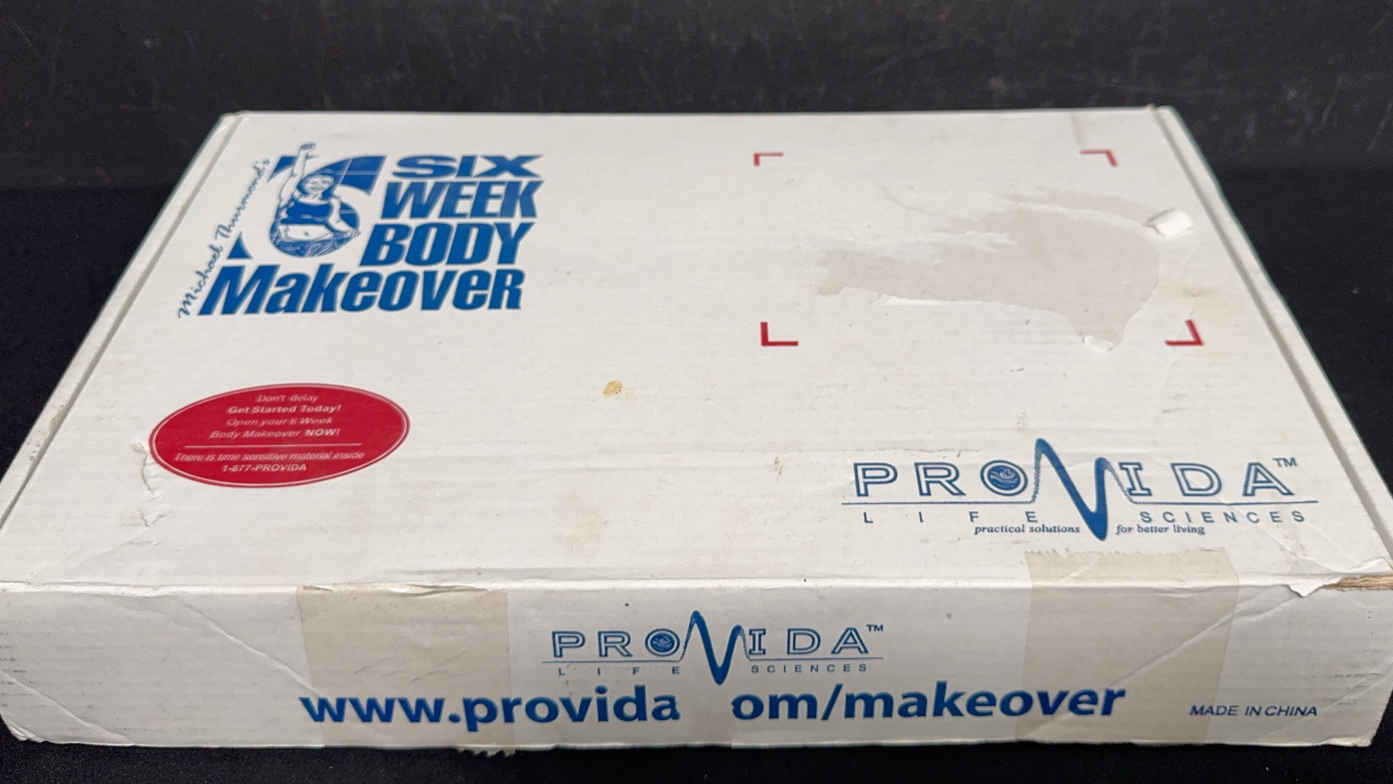 Michael Thurmond's
6
SIX
WEEK
BODY
Makeover
Don't delay
Get Started Today!
Open your 6 Week
Body Makeover NOW!
There is time sensitive material inside
1-877-PROVIDA
PROVIDA™
LIFE SCIENCES
practical solutions for better living
PROVIDA™
LIFE SCIENCES
www.provida om/makeover
MADE IN CHINA